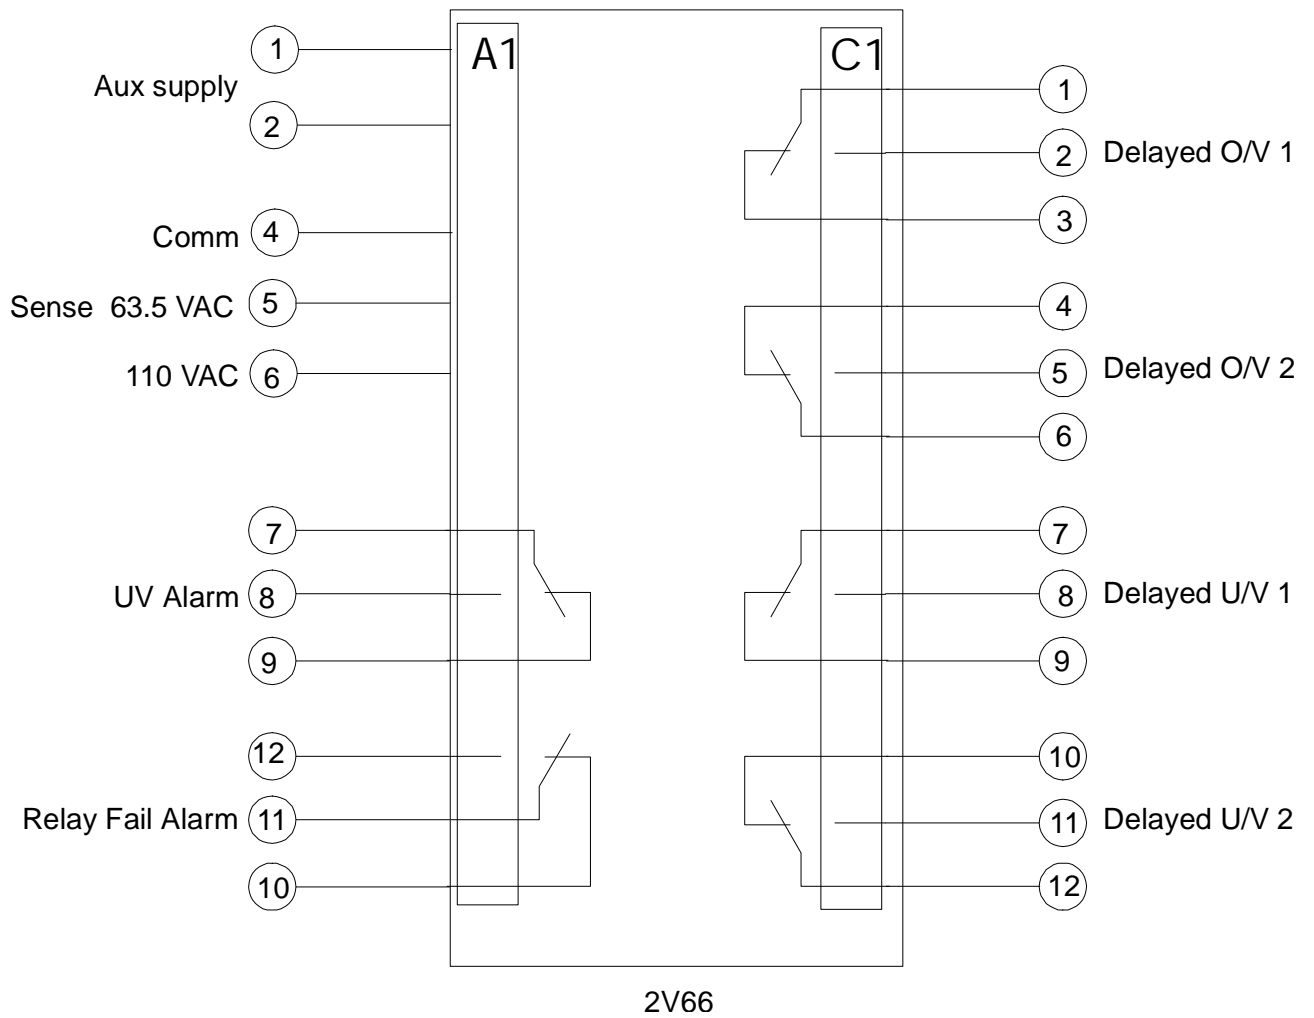 A1
C1
1
Aux supply
2
Comm 4
Sense 63.5 VAC 5
110 VAC 6
7
UV Alarm 8
9
12
Relay Fail Alarm 11
10
1
2 Delayed O/V 1
3
4
5 Delayed O/V 2
6
7
8 Delayed U/V 1
9
10
11 Delayed U/V 2
12
2V66